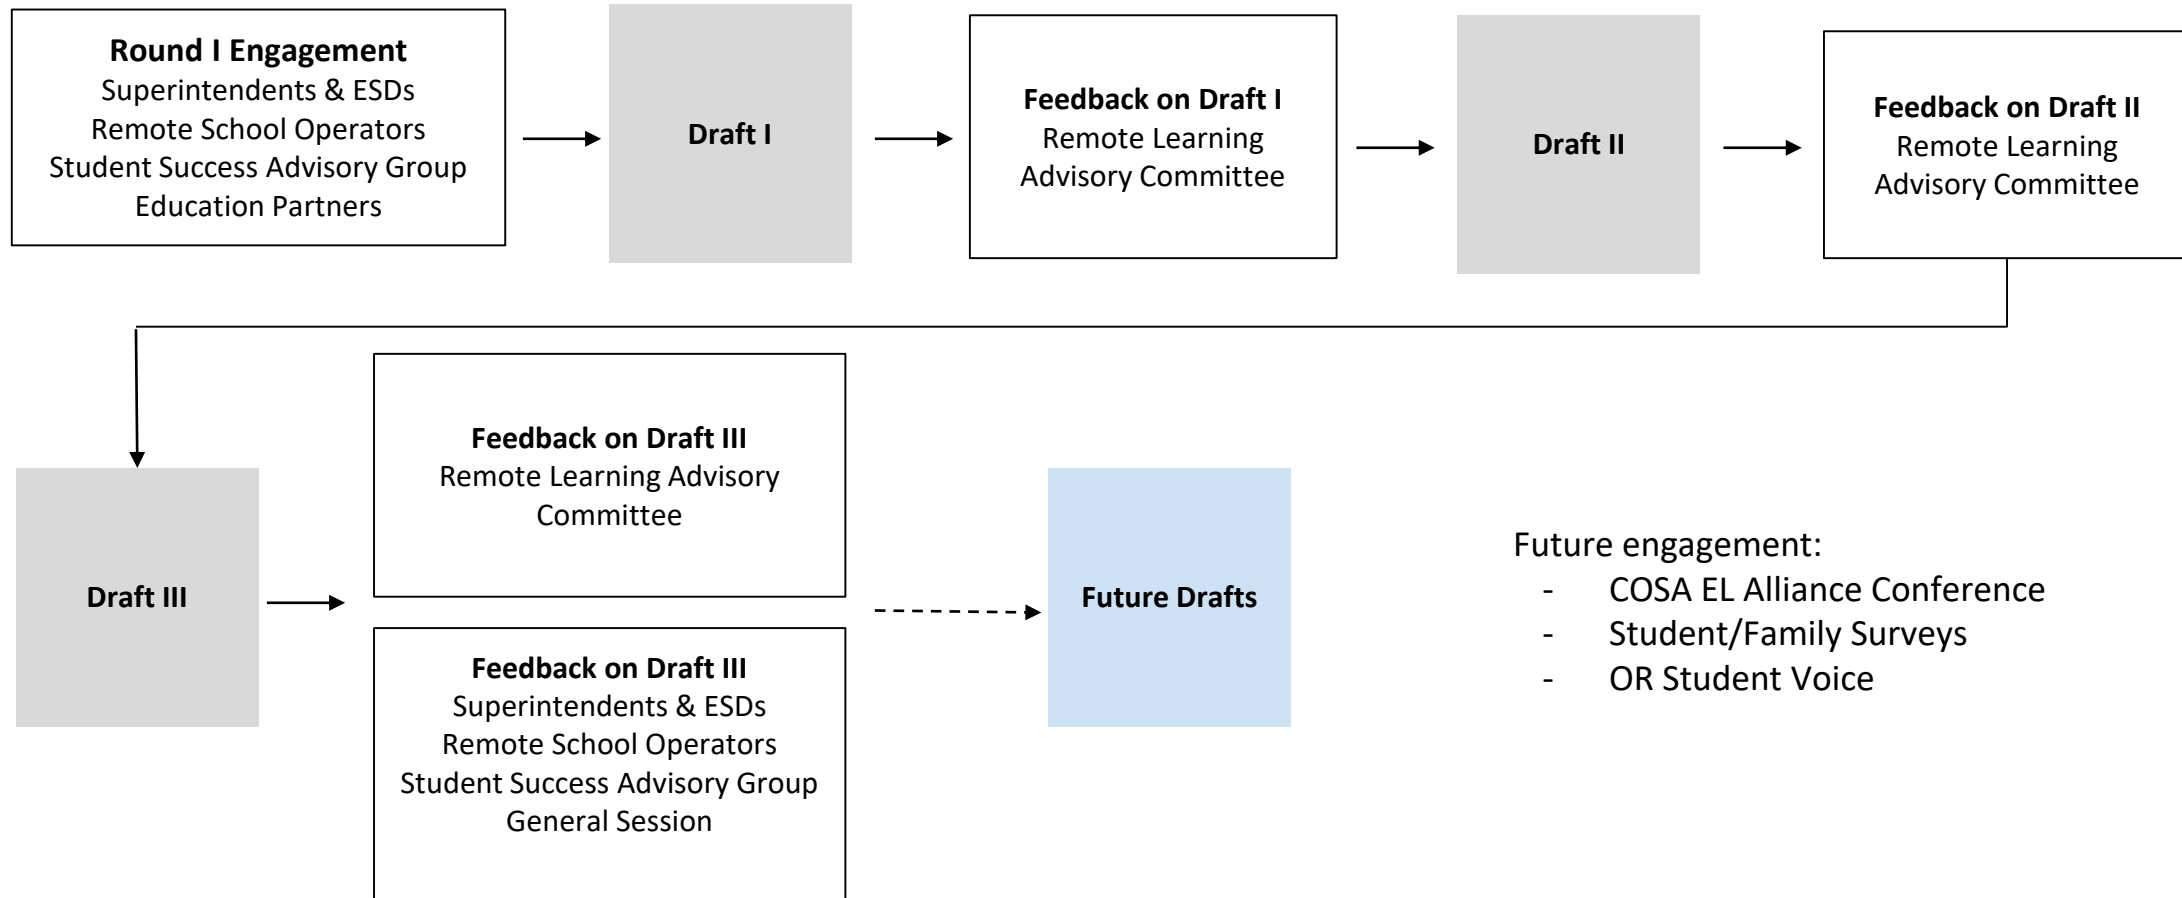 Round I Engagement
Superintendents & ESDs
Remote School Operators
Student Success Advisory Group
Education Partners
Draft I
Feedback on Draft I
Remote Learning
Advisory Committee
Draft II
Feedback on Draft II
Remote Learning
Advisory Committee
Draft III
Feedback on Draft III
Remote Learning Advisory
Committee
Feedback on Draft III
Superintendents & ESDs
Remote School Operators
Student Success Advisory Group
General Session
Future Drafts
Future engagement:
- COSA EL Alliance Conference
- Student/Family Surveys
- OR Student Voice